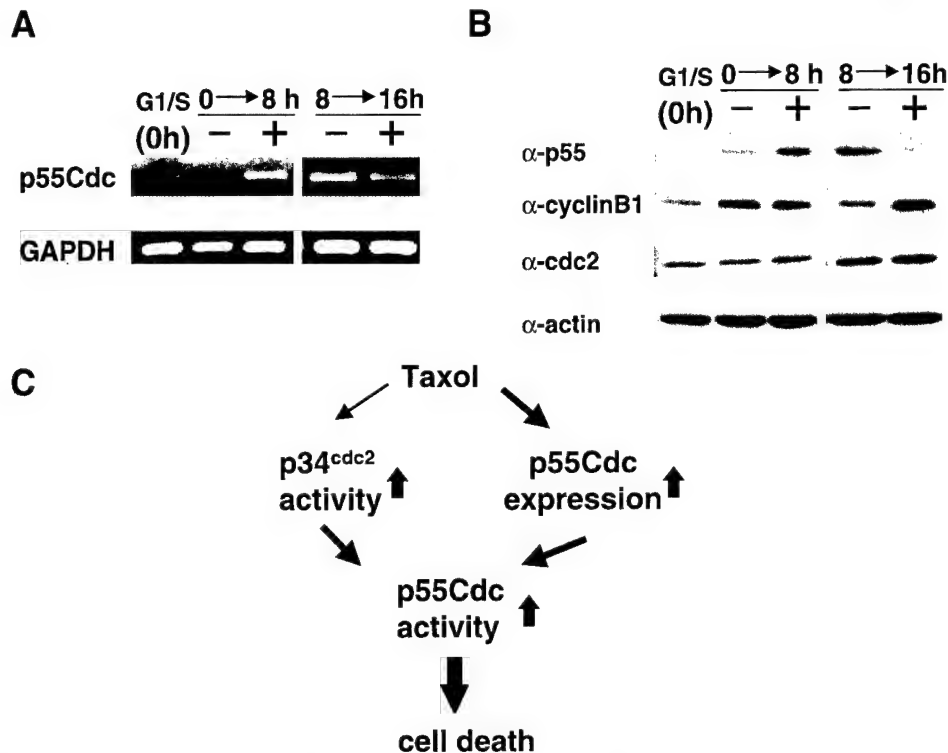 A
G1/S 0→8 h 8→16h
(0h) − + − +
p55Cdc
GAPDH
B
G1/S 0→8 h 8→16h
(0h) − + − +
α-p55
α-cyclinB1
α-cdc2
α-actin
C
Taxol
p34cdc2
activity
p55Cdc
expression
p55Cdc
activity
cell death